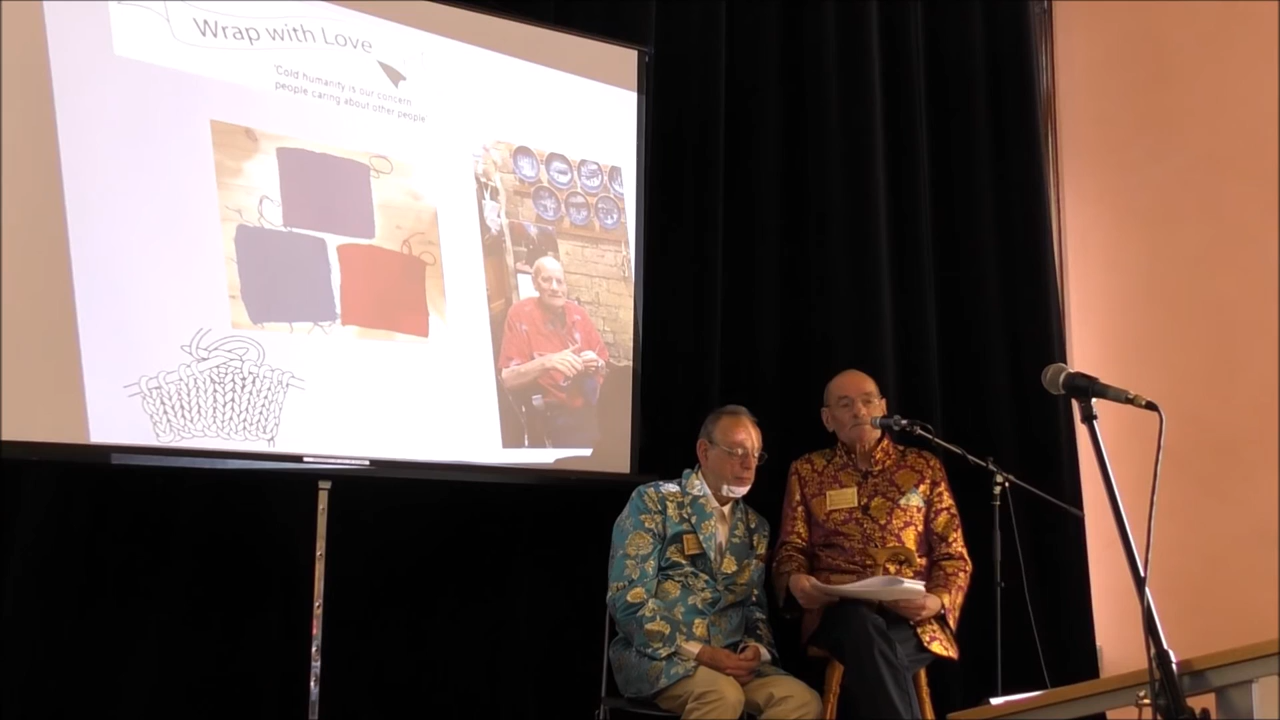 Wrap with Love
'Cold humanity is our concern
people caring about other people